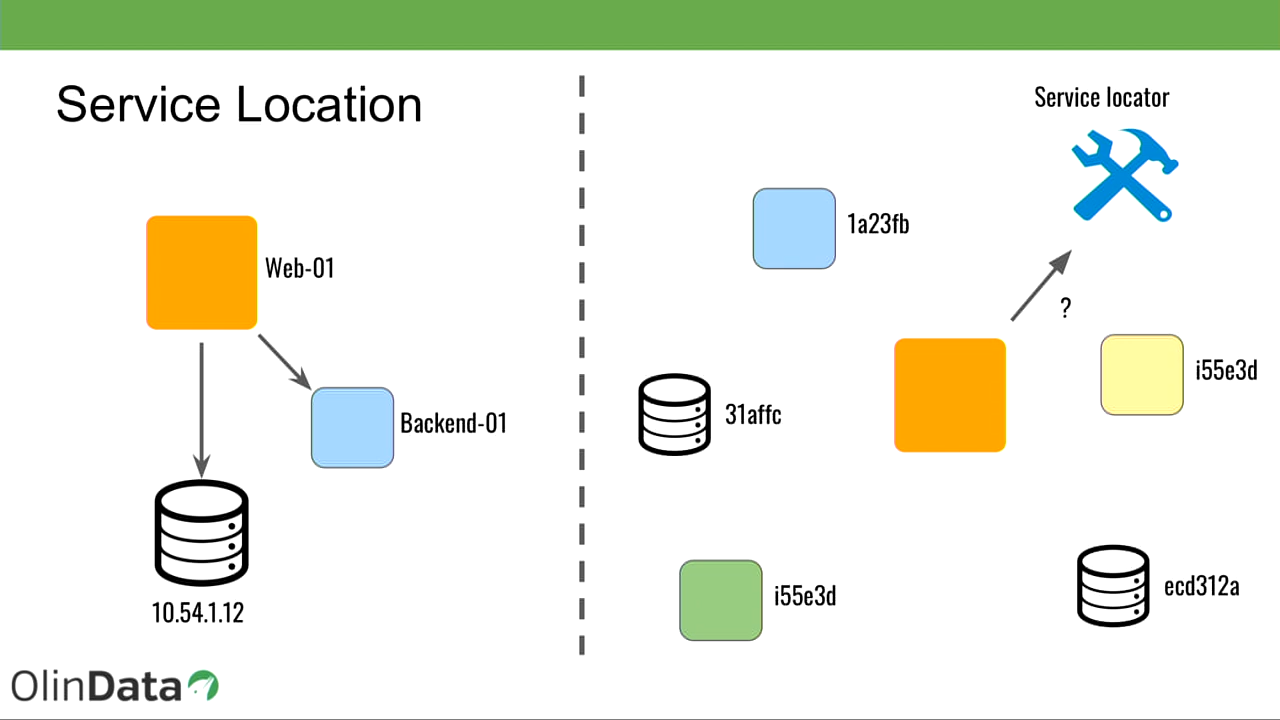 Service Location
Web-01
Backend-01
10.54.1.12
Service locator
1a23fb
?
i55e3d
31affc
i55e3d
ecd312a
OlinData